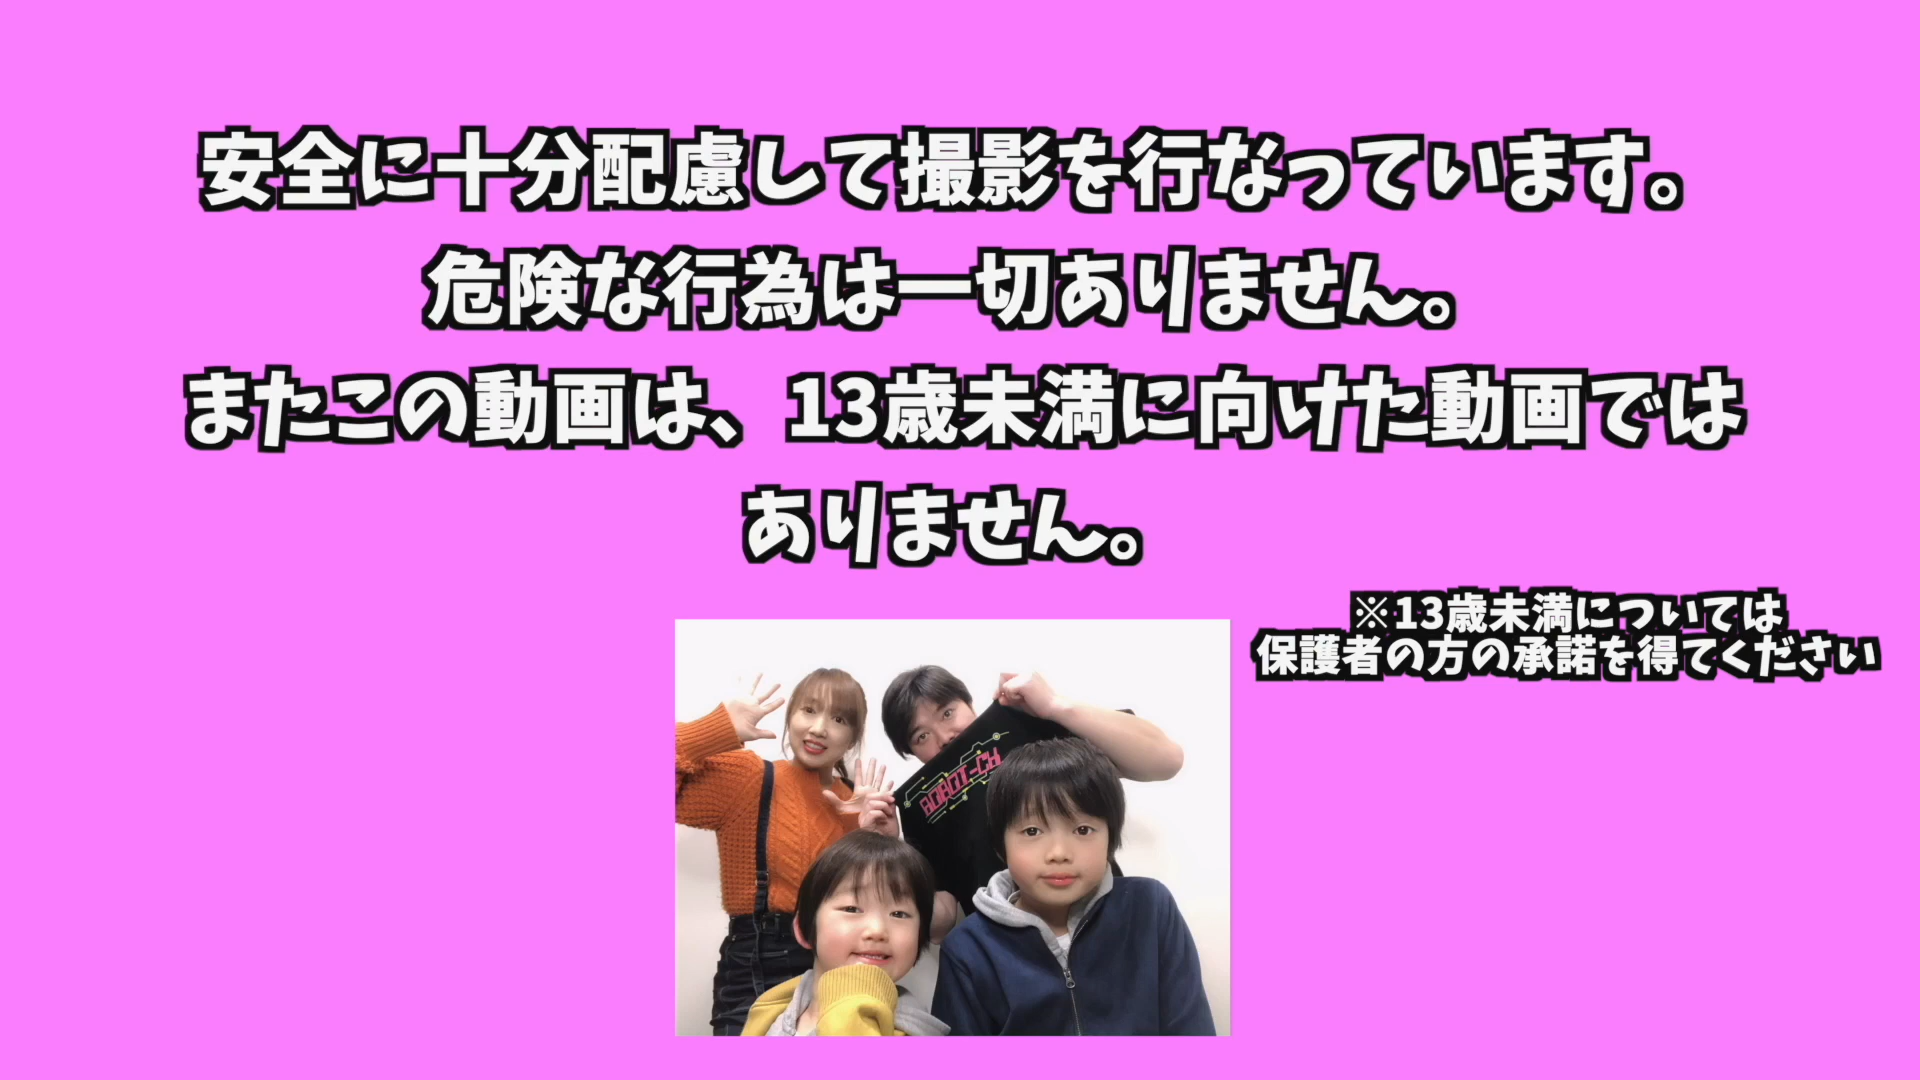 安全に十分配慮して撮影を行なっています。
危険な行為は一切ありません。
またこの動画は、13歳未満に向けた動画では
ありません。
※13歳未満については
保護者の方の承諾を得てください
ROBOT-CH